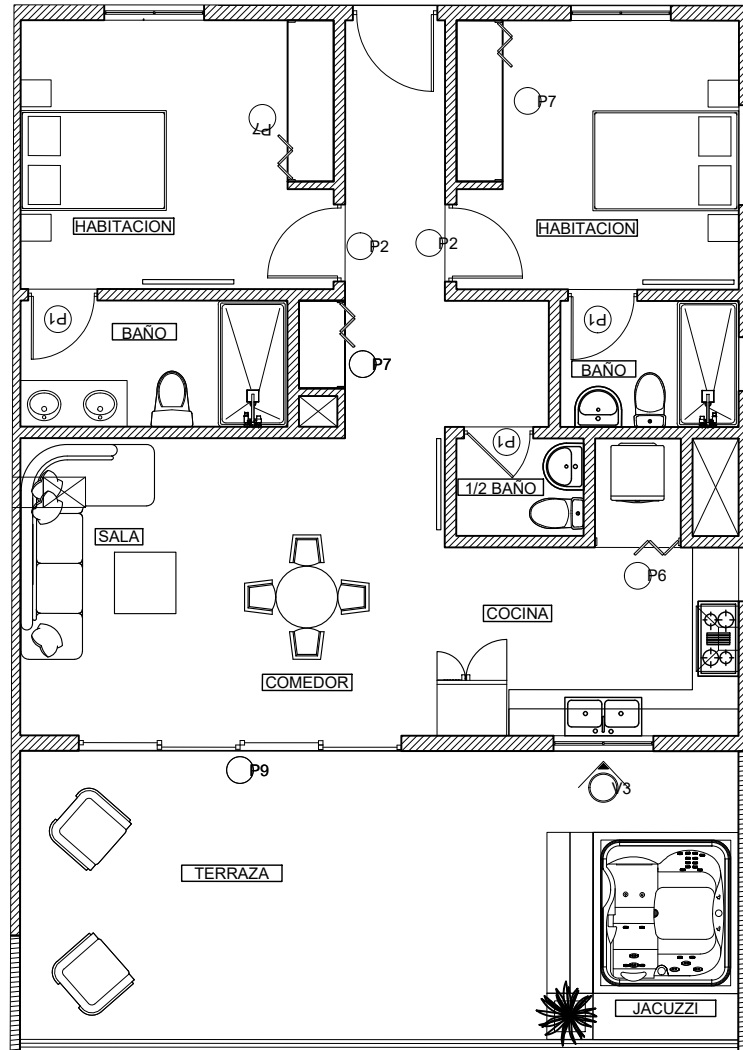 P7
P7
HABITACION
HABITACION
P2
P2
P1
BAÑO
P1
BAÑO
P7
P1
1/2 BAÑO
SALA
P6
COCINA
COMEDOR
P9
V3
TERRAZA
JACUZZI